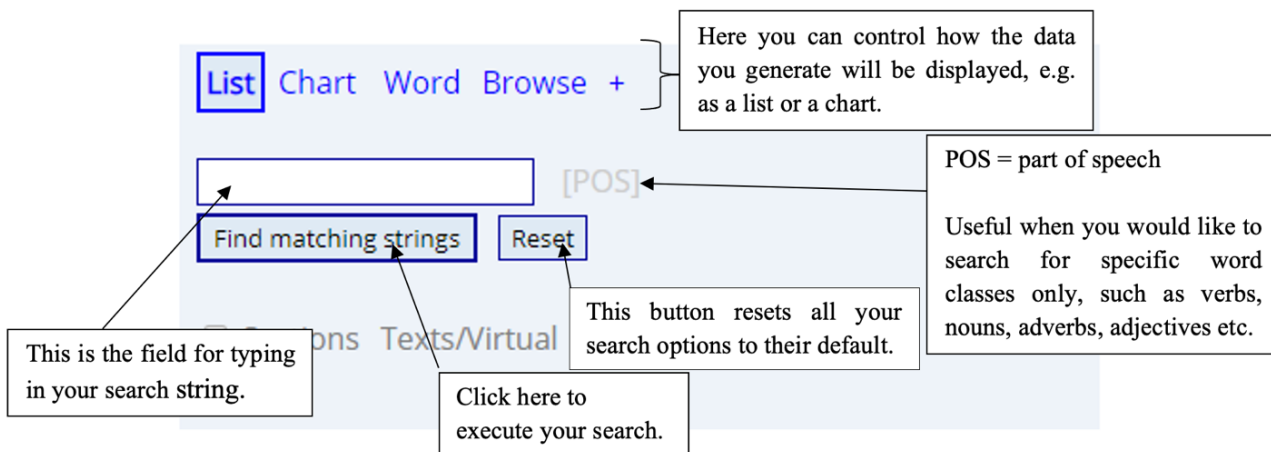 Here you can control how the data
you generate will be displayed, e.g.
as a list or a chart.
List Chart Word Browse +
POS = part of speech
[POS]
Useful when you would like to
search for specific word
classes only, such as verbs,
nouns, adverbs, adjectives etc.
Find matching strings Reset
This button resets all your
search options to their default.
Texts/Virtual
This is the field for typing
in your search string.
Click here to
execute your search.